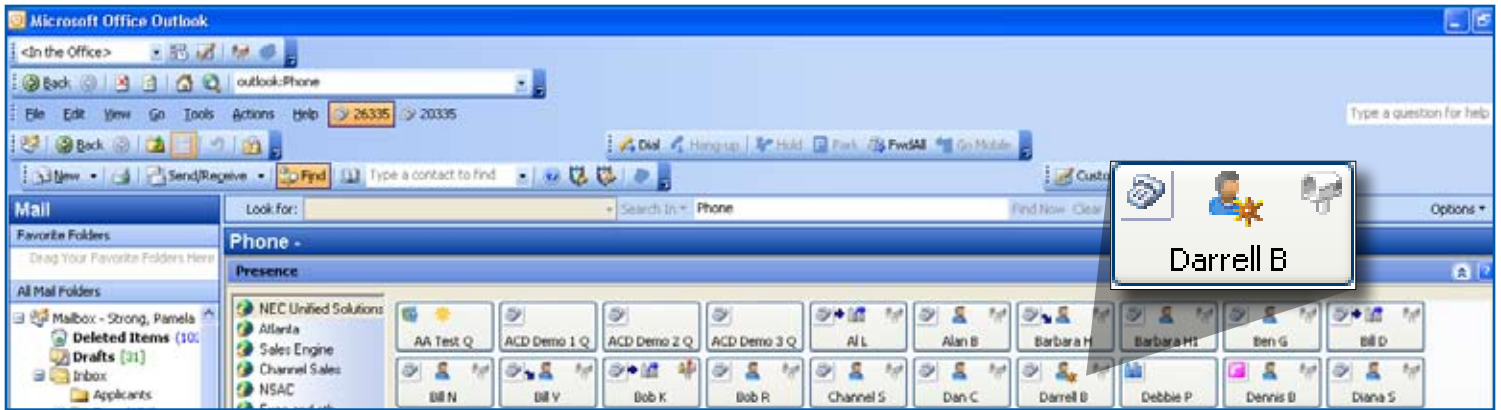 Microsoft Office Outlook
<In the Office>
Back outlook:Phone
File Edit View Go Tools Actions Help 26335 20335 Type a question for help
Back Dial Hang-up Hold Park FwdAll Go Mobile
New Send/Receive Find Type a contact to find Custo
Mail Look for: Search In Phone Find Now Clear Options
Favorite Folders
Drag Your Favorite Folders Here
Phone -
Darrell B
Presence
All Mail Folders
Mailbox - Strong, Pamela
Deleted Items (10
Drafts [31]
Inbox
Applicants
NEC Unified Solutions
Atlanta
Sales Engine
Channel Sales
NSAC
AA Test Q ACD Demo 1 Q ACD Demo 2 Q ACD Demo 3 Q Al L Alan B Barbara H Barbara H1 Ben G Bill D
Bill N Bill V Bob K Bob R Channel S Dan C Darrell B Debbie P Dennis B Diana S